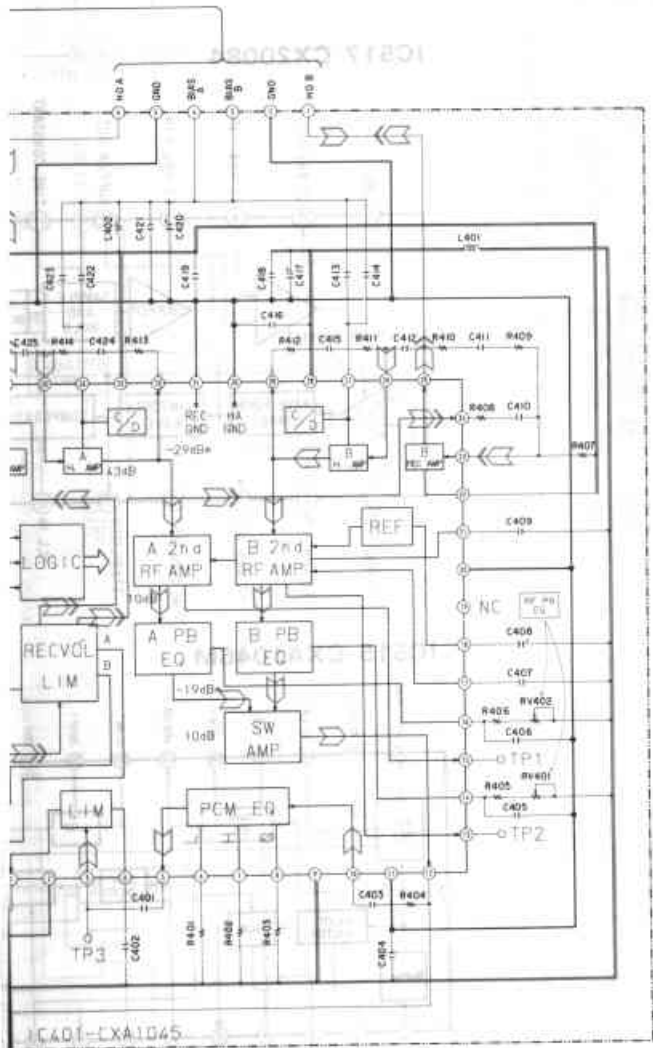 HD A
GND
BIAS A
BIAS B
GND
HD B
L401
C423
C422
C402
C421
C420
C419
C418
C417
C413
C414
C416
C425
R414
C424
R413
R412
C415
R411
C412
R410
C411
R409
C/D
REC GND
HA GND
C/D
R408
C410
R407
A H. AMP
43dB
-29dB*
B H. AMP
B REC AMP
LOGIC
A 2nd RF AMP
B 2nd RF AMP
REF
C409
10dB
NC
RECVOL LIM
A
B
A PB EQ
B PB EQ
C408
C407
-19dB
10dB
SW AMP
R406
RV402
C406
TP1
LIM
PCM EQ
R405
RV401
C405
TP2
C401
C402
R401
R402
R403
C403
R404
C404
TP3
IC401-CXA1045